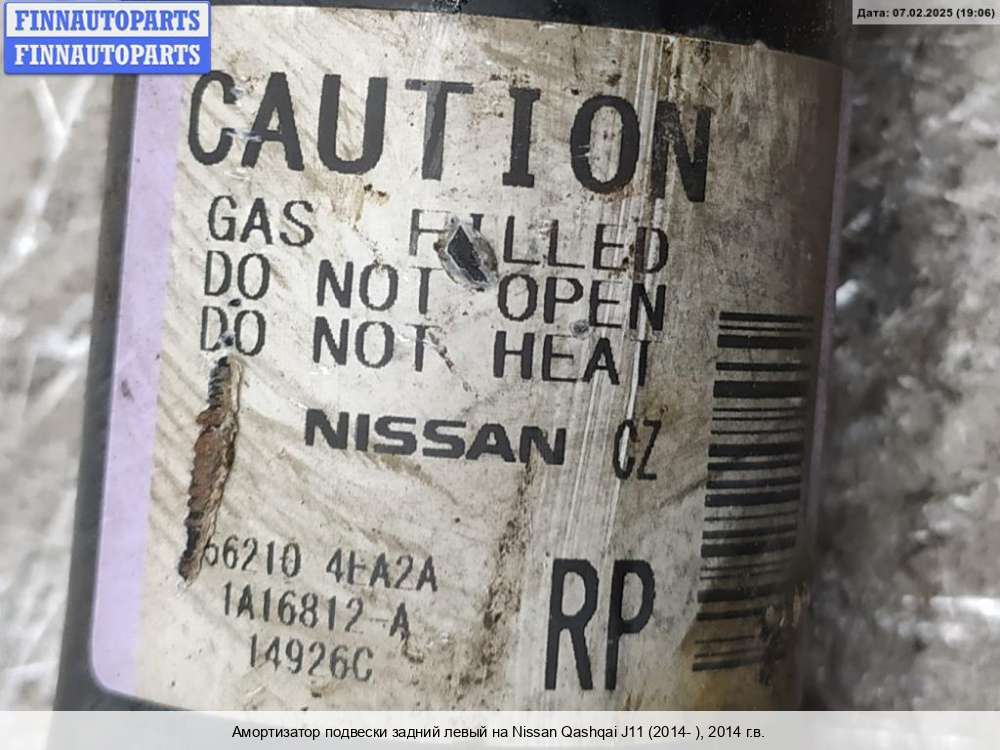 FINNAUTOPARTS
FINNAUTOPARTS
Дата: 07.02.2025 (19:06)
CAUTION
GAS FILLED
DO NOT OPEN
DO NOT HEAT
NISSAN CZ
56210 4EA2A
1A16812-A
14926C
RP
Амортизатор подвески задний левый на Nissan Qashqai J11 (2014- ), 2014 г.в.